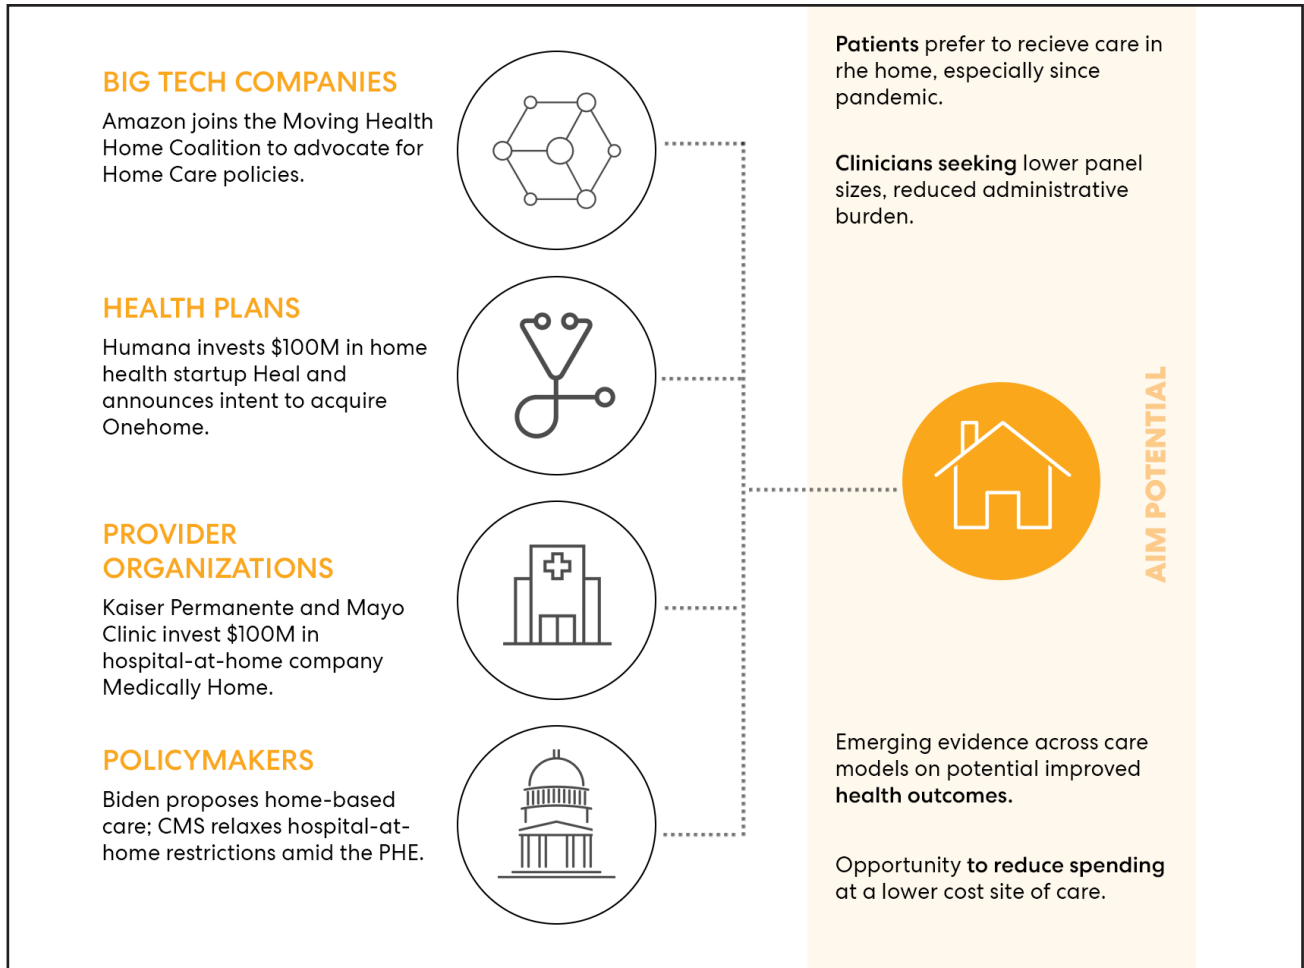 BIG TECH COMPANIES
Amazon joins the Moving Health
Home Coalition to advocate for
Home Care policies.
HEALTH PLANS
Humana invests $100M in home
health startup Heal and
announces intent to acquire
Onehome.
PROVIDER
ORGANIZATIONS
Kaiser Permanente and Mayo
Clinic invest $100M in
hospital-at-home company
Medically Home.
POLICYMAKERS
Biden proposes home-based
care; CMS relaxes hospital-at-
home restrictions amid the PHE.
Patients prefer to recieve care in
rhe home, especially since
pandemic.
Clinicians seeking lower panel
sizes, reduced administrative
burden.
AIM POTENTIAL
Emerging evidence across care
models on potential improved
health outcomes.
Opportunity to reduce spending
at a lower cost site of care.